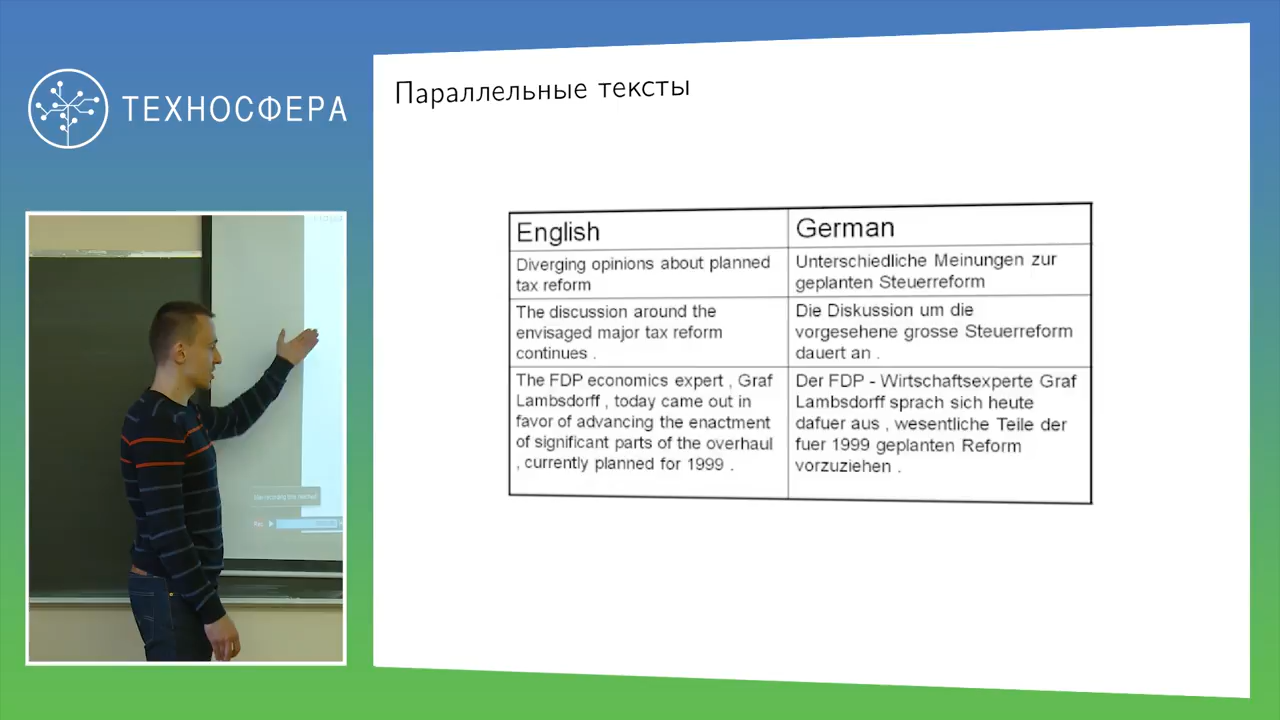 ТЕХНОСФЕРА
Параллельные тексты
English
German
Diverging opinions about planned
tax reform
Unterschiedliche Meinungen zur
geplanten Steuerreform
The discussion around the
envisaged major tax reform
continues .
Die Diskussion um die
vorgesehene grosse Steuerreform
dauert an .
The FDP economics expert , Graf
Lambsdorff , today came out in
favor of advancing the enactment
of significant parts of the overhaul
, currently planned for 1999 .
Der FDP - Wirtschaftsexperte Graf
Lambsdorff sprach sich heute
dafuer aus , wesentliche Teile der
fuer 1999 geplanten Reform
vorzuziehen .